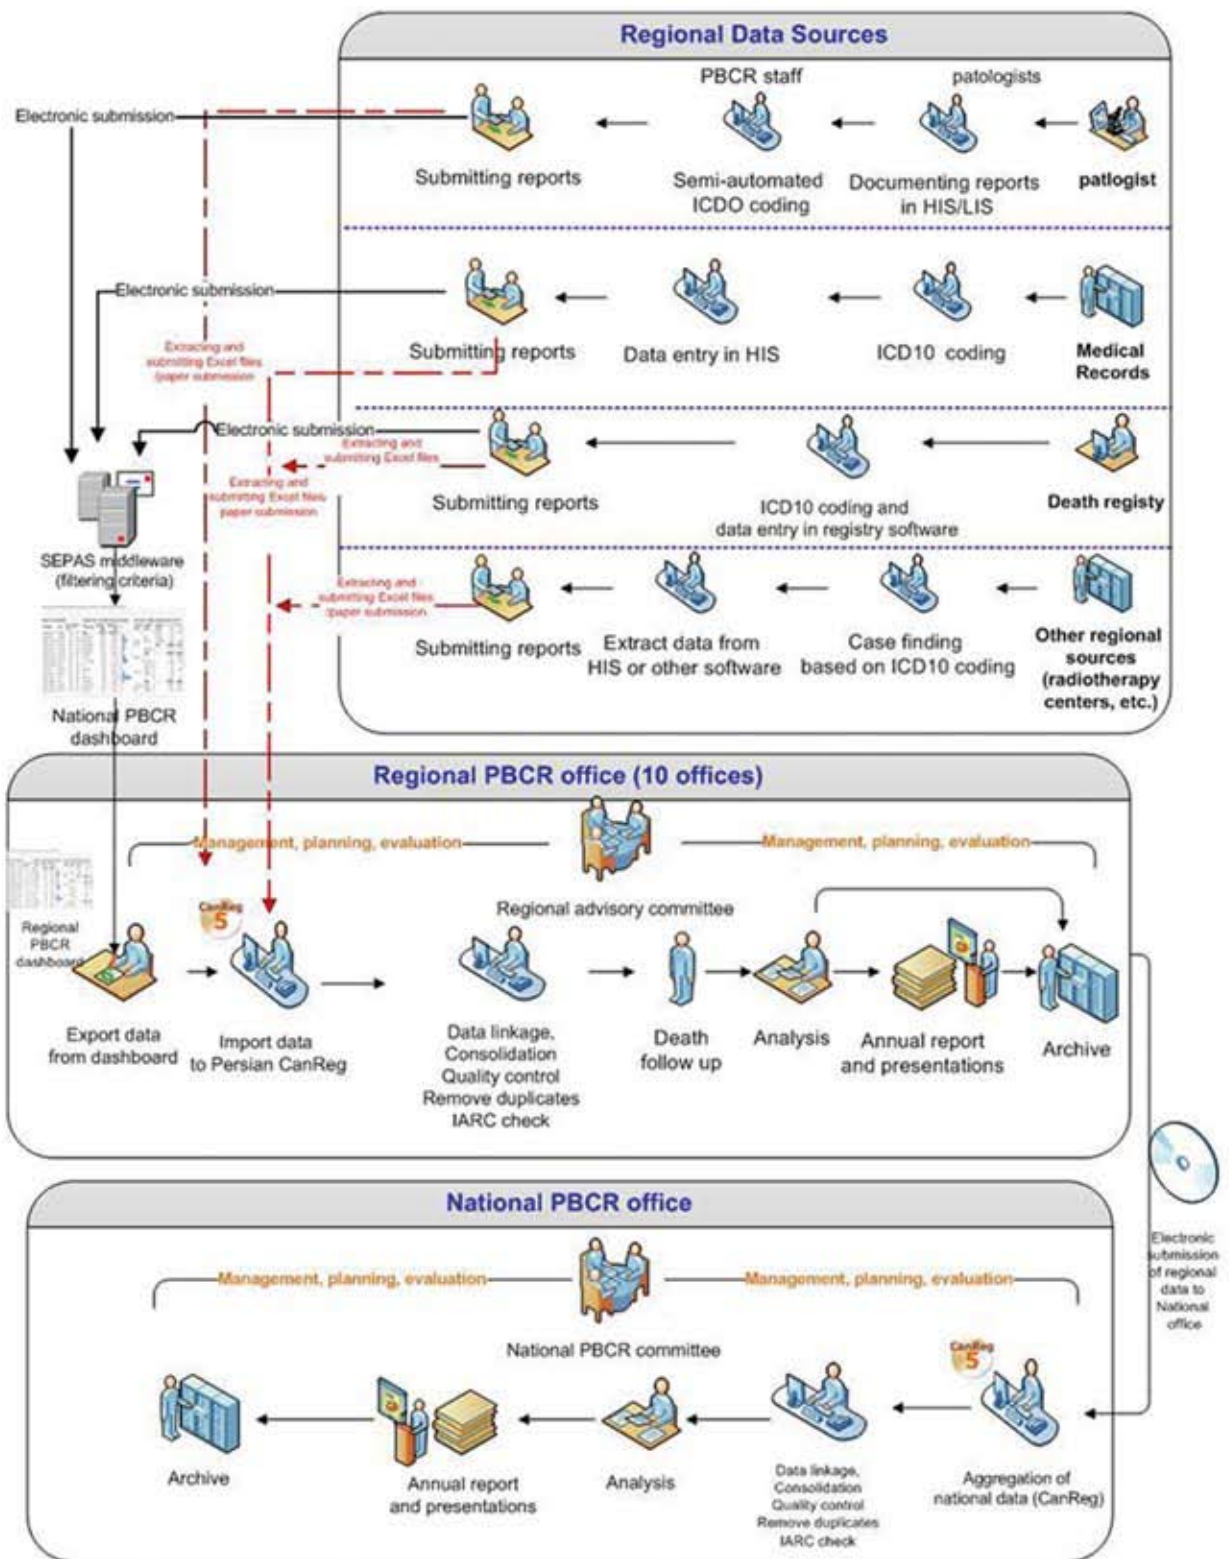 Regional Data Sources
PBCR staff
patologists
Electronic submission
Submitting reports
Semi-automated
ICDO coding
Documenting reports
in HIS/LIS
patlogist
Electronic submission
Extracting and
submitting Excel files
/paper submission
Submitting reports
Data entry in HIS
ICD10 coding
Medical
Records
Electronic submission
Extracting and
submitting Excel files
Extracting and
submitting Excel files
paper submission
Submitting reports
ICD10 coding and
data entry in registry software
Death registy
SEPAS middleware
(filtering criteria)
Extracting and
submitting Excel files
/paper submission
Submitting reports
Extract data from
HIS or other software
Case finding
based on ICD10 coding
Other regional
sources
(radiotherapy
centers, etc.)
National PBCR
dashboard
Regional PBCR office (10 offices)
Management, planning, evaluation
Management, planning, evaluation
CanReg
5
Regional advisory committee
Regional
PBCR
dashboard
Export data
from dashboard
Import data
to Persian CanReg
Data linkage,
Consolidation
Quality control
Remove duplicates
IARC check
Death
follow up
Analysis
Annual report
and presentations
Archive
National PBCR office
Electronic
submission
of regional
data to
National
office
Management, planning, evaluation
Management, planning, evaluation
National PBCR committee
CanReg
5
Archive
Annual report
and presentations
Analysis
Data linkage,
Consolidation
Quality control
Remove duplicates
IARC check
Aggregation of
national data (CanReg)